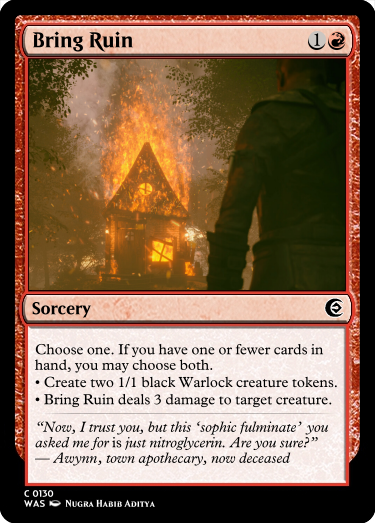 Bring Ruin 1
Sorcery
Choose one. If you have one or fewer cards in
hand, you may choose both.
• Create two 1/1 black Warlock creature tokens.
• Bring Ruin deals 3 damage to target creature.
“Now, I trust you, but this ‘sophic fulminate’ you
asked me for is just nitroglycerin. Are you sure?”
— Awynn, town apothecary, now deceased
C 0130
WAS Nugra Habib Aditya